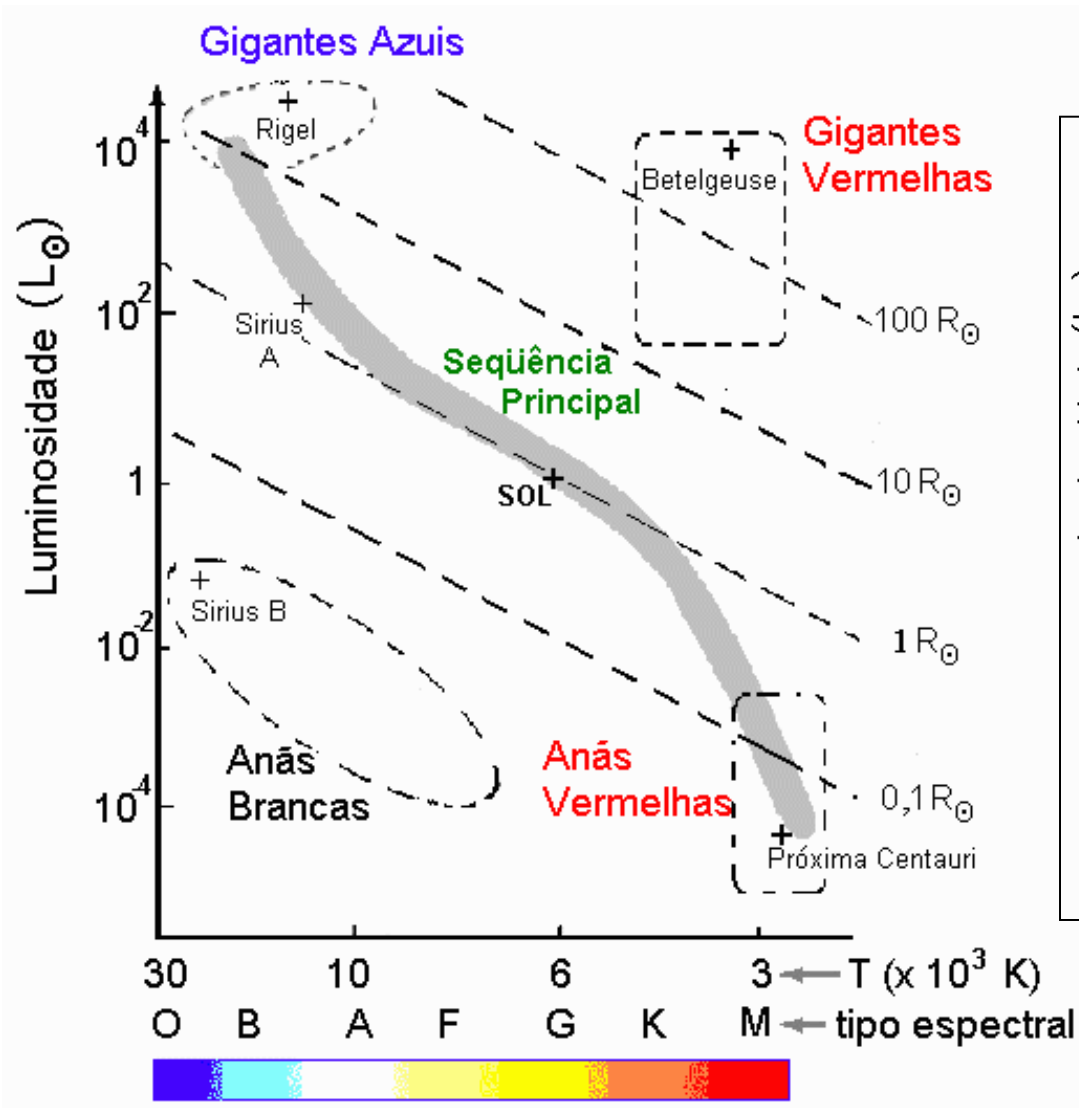 Gigantes Azuis
Rigel
Gigantes
Vermelhas
Betelgeuse
10⁴
Luminosidade (L☉)
10²
Sirius
A
100 R☉
Seqüência
Principal
1
SOL
10 R☉
Sirius B
10⁻²
1 R☉
Anãs
Brancas
Anãs
Vermelhas
10⁻⁴
0,1 R☉
Próxima Centauri
30 10 6 3 T (x 10³ K)
O B A F G K M tipo espectral